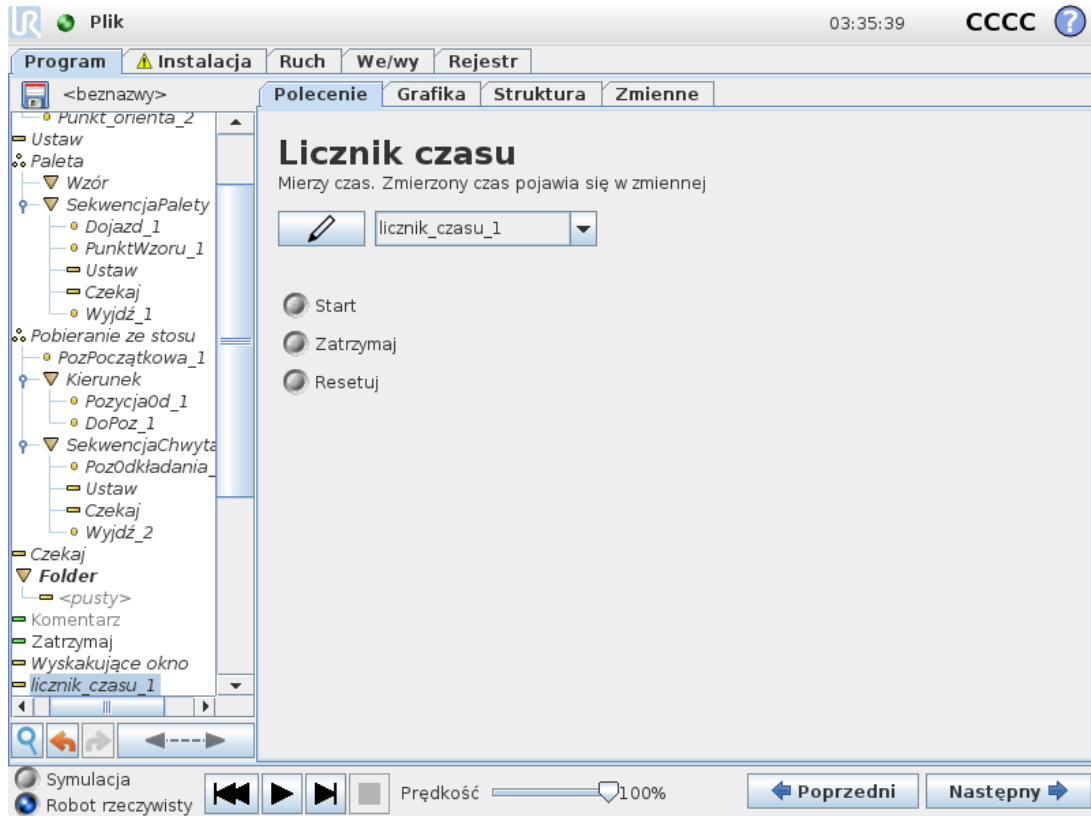 UR Plik 03:35:39 CCCC ?
Program Instalacja Ruch We/wy Rejestr
<beznazwy>
Polecenie Grafika Struktura Zmienne
Punkt_orienta_2
Ustaw
Paleta
Wzór
SekwencjaPalety
Dojazd_1
PunktWzoru_1
Ustaw
Czekaj
Wyjdź_1
Pobieranie ze stosu
PozPoczątkowa_1
Kierunek
PozycjaOd_1
DoPoz_1
SekwencjaChwyta
PozOdkładania_
Ustaw
Czekaj
Wyjdź_2
Czekaj
Folder
<pusty>
Komentarz
Zatrzymaj
Wyskakujące okno
licznik_czasu_1
Licznik czasu
Mierzy czas. Zmierzony czas pojawia się w zmiennej
licznik_czasu_1
Start
Zatrzymaj
Resetuj
Symulacja
Robot rzeczywisty
Prędkość 100%
Poprzedni Następny